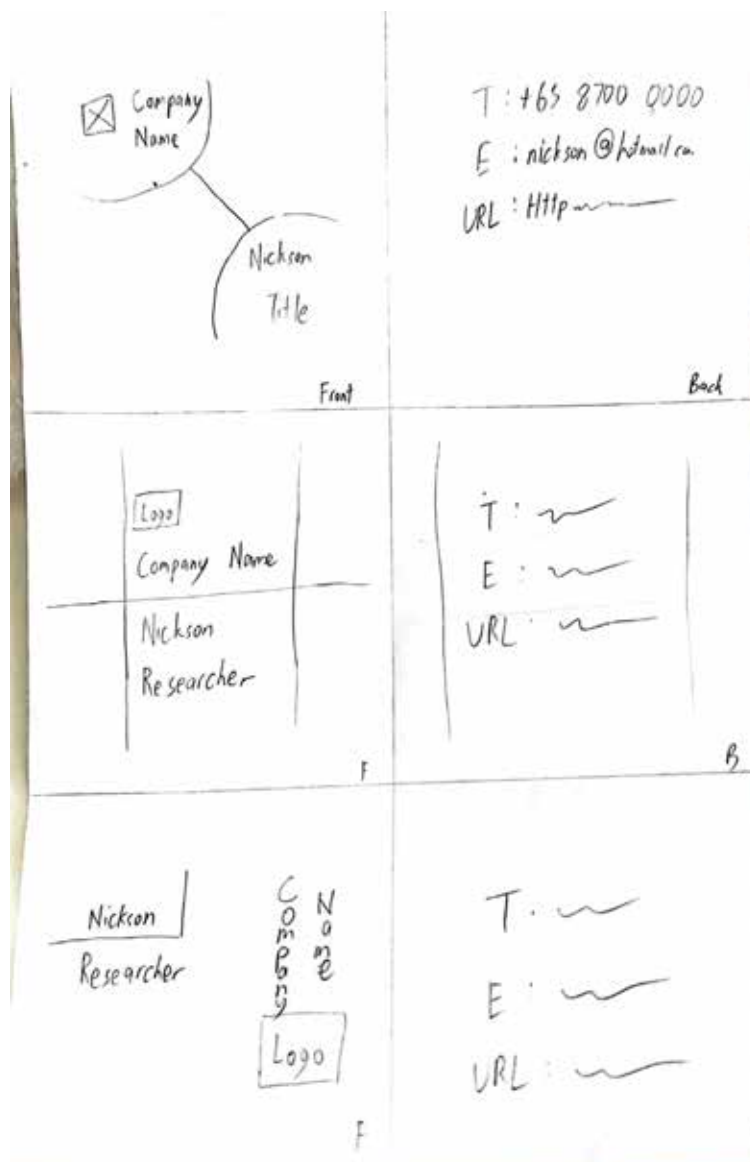 Company
Name
Nickson
Title
Front
T : +65 8700 0000
E : nickson@hotmail.co
URL : Http
Back
Logo
Company Name
Nickson
Researcher
F
T :
E :
URL :
B
Nickson
Researcher
Company
Name
Logo
F
T :
E :
URL :